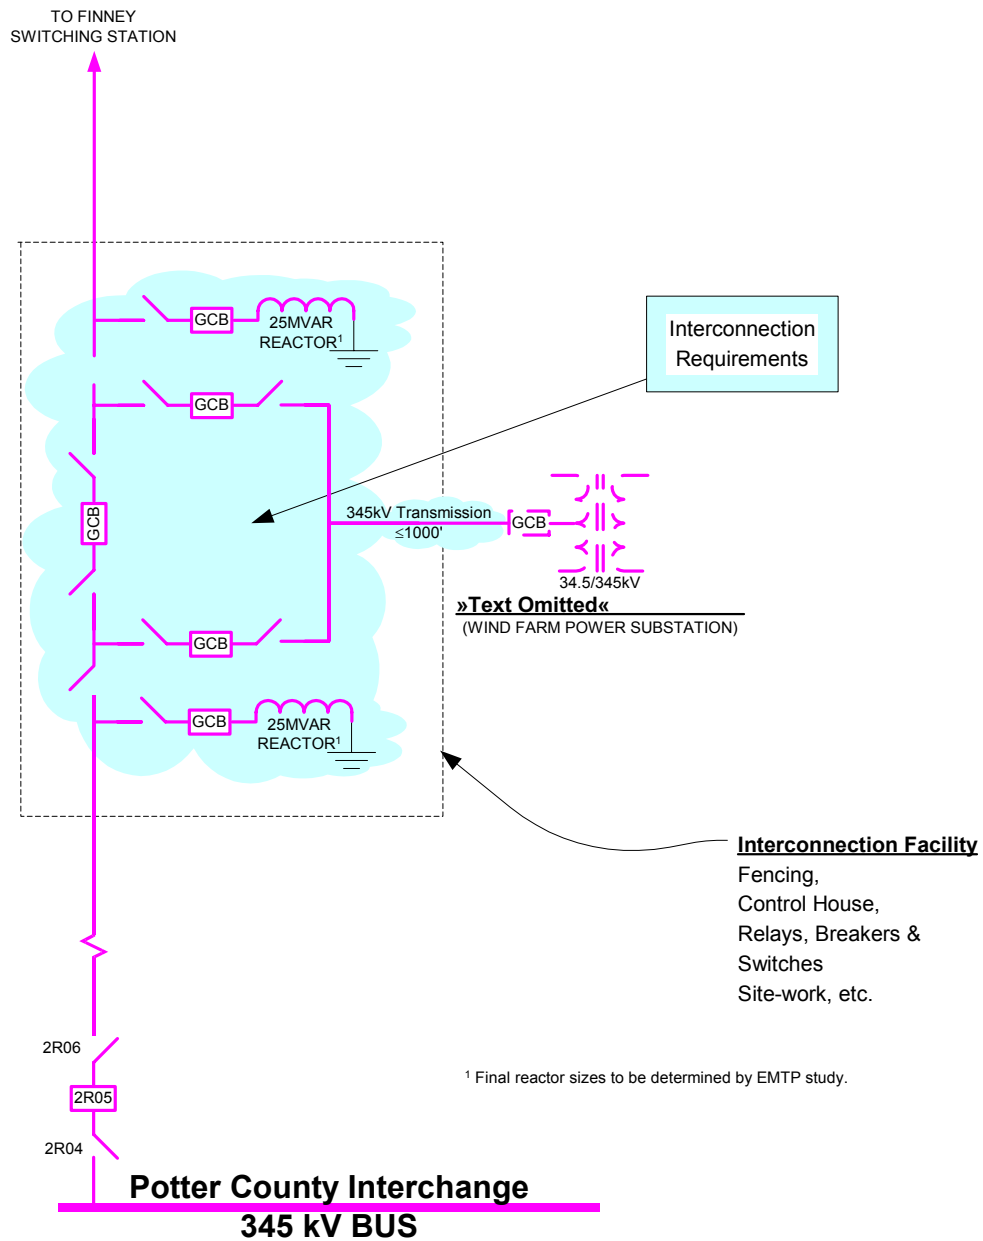 TO FINNEY
SWITCHING STATION
GCB
25MVAR
REACTOR¹
Interconnection
Requirements
GCB
GCB
345kV Transmission
≤1000'
GCB
34.5/345kV
»Text Omitted«
(WIND FARM POWER SUBSTATION)
GCB
GCB
25MVAR
REACTOR¹
Interconnection Facility
Fencing,
Control House,
Relays, Breakers &
Switches
Site-work, etc.
2R06
¹ Final reactor sizes to be determined by EMTP study.
2R05
2R04
Potter County Interchange
345 kV BUS